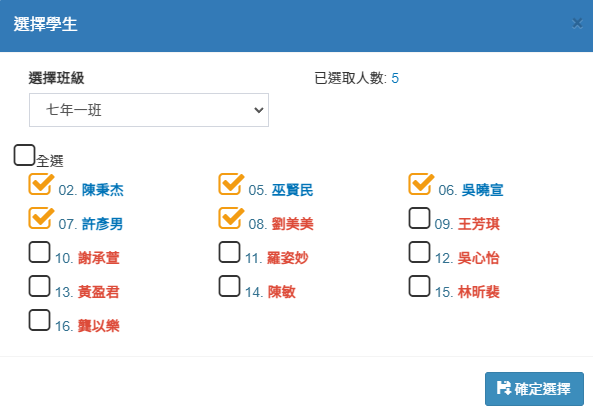 選擇學生 ×
選擇班級 已選取人數: 5
七年一班
全選
02. 陳秉杰 05. 巫賢民 06. 吳曉宣
07. 許彥男 08. 劉美美 09. 王芳琪
10. 謝承萱 11. 羅姿妙 12. 吳心怡
13. 黃盈君 14. 陳敏 15. 林昕裴
16. 龔以樂
確定選擇